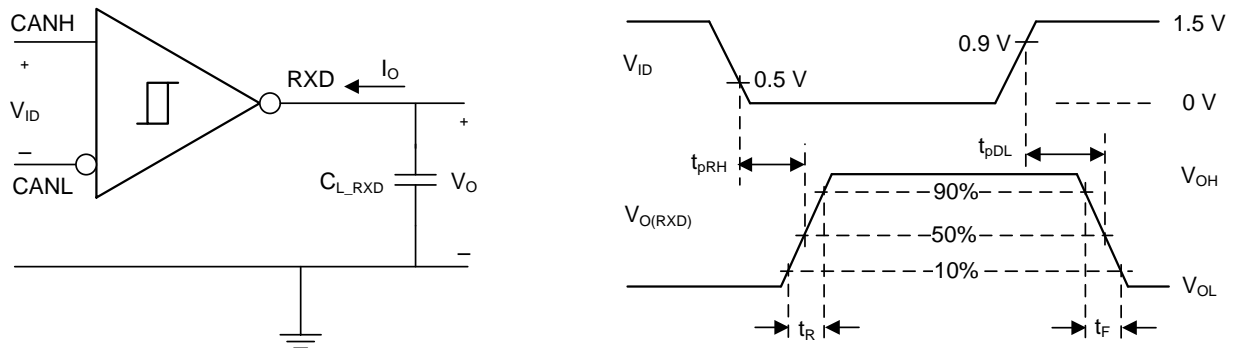 CANH
+
V_ID
–
CANL
RXD
I_O
+
C_L_RXD
V_O
–
V_ID
0.5 V
0.9 V
1.5 V
0 V
t_pRH
t_pDL
V_O(RXD)
90%
50%
10%
V_OH
V_OL
t_R
t_F